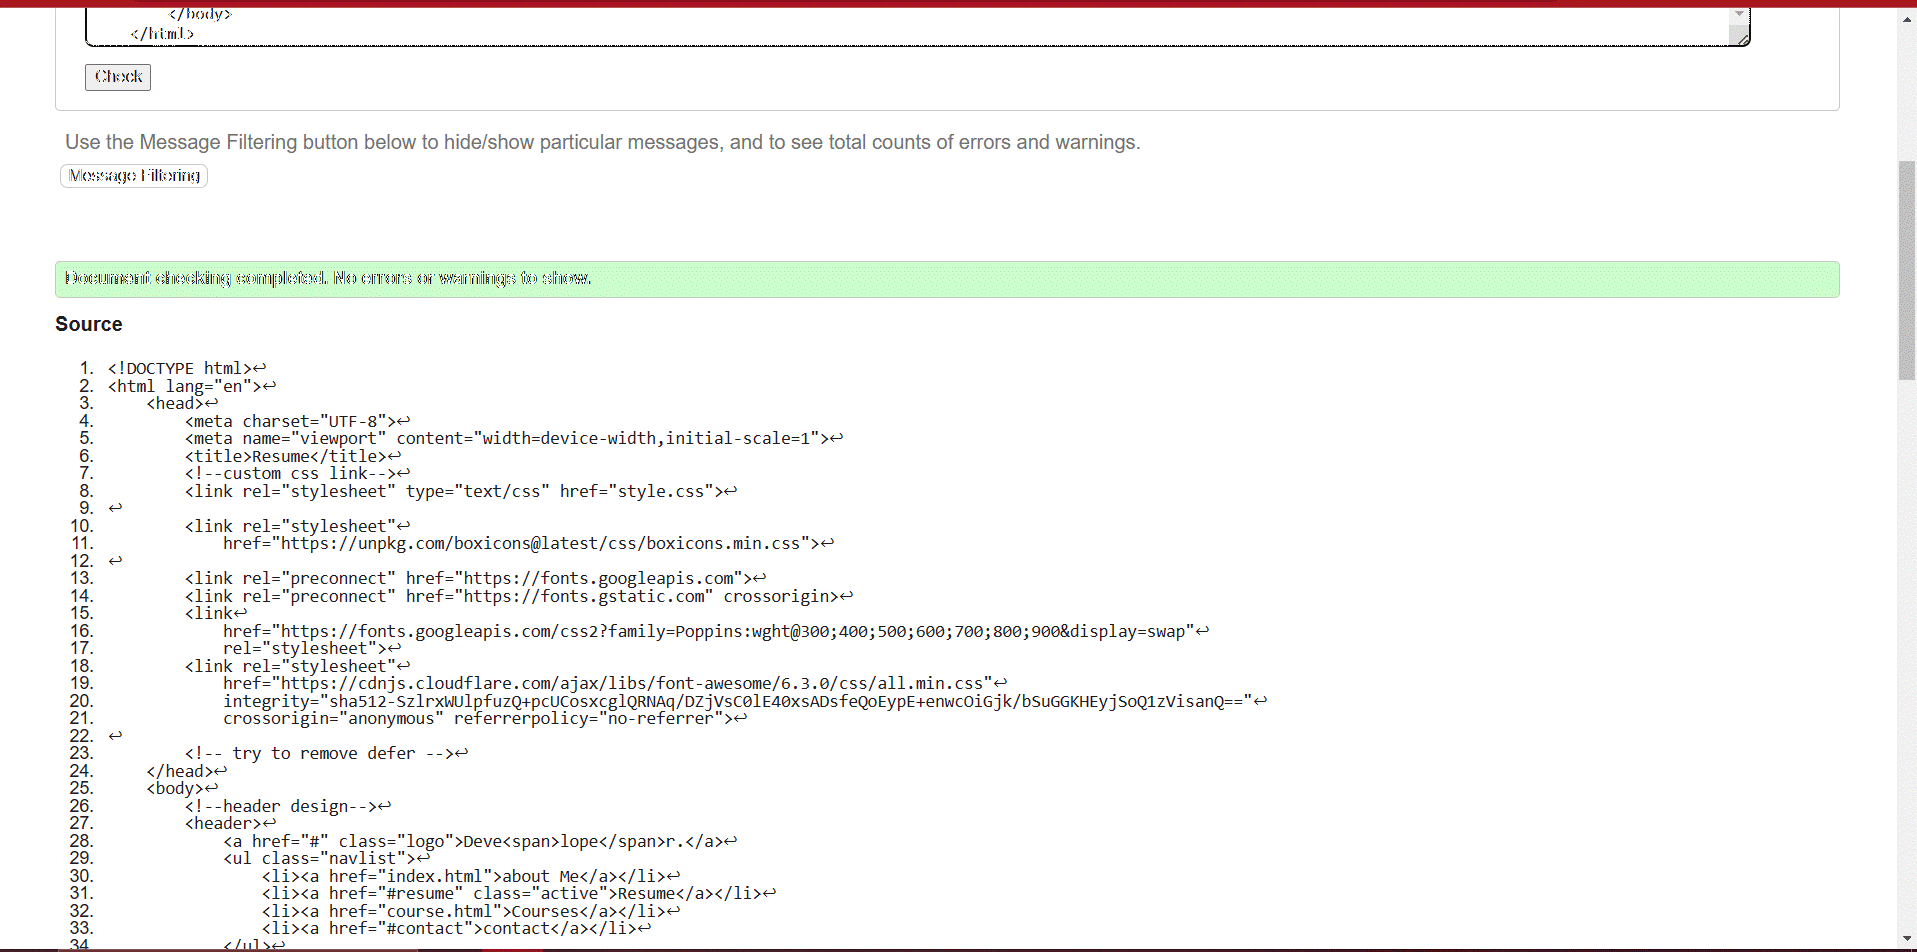 </body>
</html>
Check
Use the Message Filtering button below to hide/show particular messages, and to see total counts of errors and warnings.
Message Filtering
Document checking completed. No errors or warnings to show.
Source
1. <!DOCTYPE html>↩
2. <html lang="en">↩
3. <head>↩
4. <meta charset="UTF-8">↩
5. <meta name="viewport" content="width=device-width,initial-scale=1">↩
6. <title>Resume</title>↩
7. <!--custom css link-->↩
8. <link rel="stylesheet" type="text/css" href="style.css">↩
9. ↩
10. <link rel="stylesheet"↩
11. href="https://unpkg.com/boxicons@latest/css/boxicons.min.css">↩
12. ↩
13. <link rel="preconnect" href="https://fonts.googleapis.com">↩
14. <link rel="preconnect" href="https://fonts.gstatic.com" crossorigin>↩
15. <link↩
16. href="https://fonts.googleapis.com/css2?family=Poppins:wght@300;400;500;600;700;800;900&display=swap"↩
17. rel="stylesheet">↩
18. <link rel="stylesheet"↩
19. href="https://cdnjs.cloudflare.com/ajax/libs/font-awesome/6.3.0/css/all.min.css"↩
20. integrity="sha512-SzlrxWUlpfuzQ+pcUCosxcglQRNAq/DZjVsC0lE40xsADsfeQoEypE+enwcOiGjk/bSuGGKHEyjSoQ1zVisanQ=="↩
21. crossorigin="anonymous" referrerpolicy="no-referrer">↩
22. ↩
23. <!-- try to remove defer -->↩
24. </head>↩
25. <body>↩
26. <!--header design-->↩
27. <header>↩
28. <a href="#" class="logo">Deve<span>lope</span>r.</a>↩
29. <ul class="navlist">↩
30. <li><a href="index.html">about Me</a></li>↩
31. <li><a href="#resume" class="active">Resume</a></li>↩
32. <li><a href="course.html">Courses</a></li>↩
33. <li><a href="#contact">contact</a></li>↩
34. </ul>↩